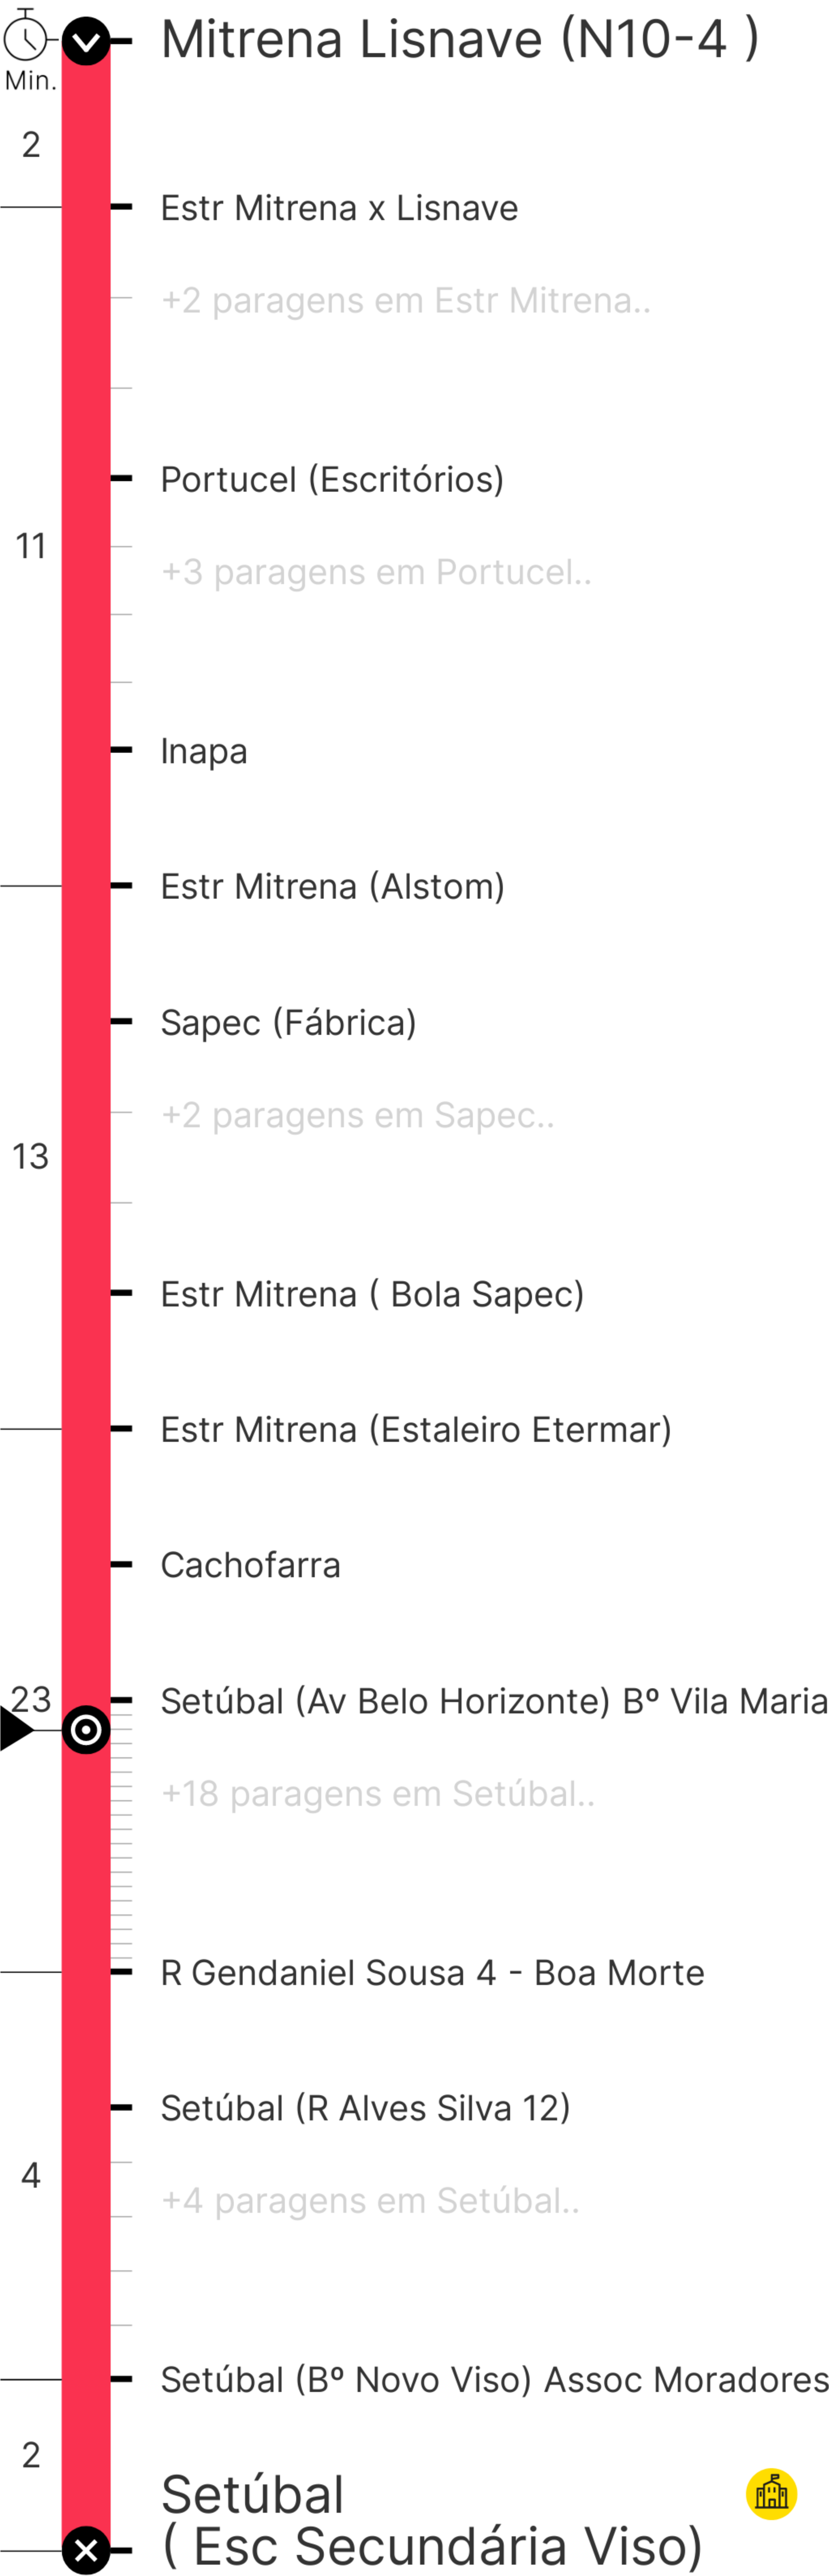 Mitrena Lisnave (N10-4 )
Min.
2
Estr Mitrena x Lisnave
+2 paragens em Estr Mitrena..
Portucel (Escritórios)
11
+3 paragens em Portucel..
Inapa
Estr Mitrena (Alstom)
Sapec (Fábrica)
+2 paragens em Sapec..
13
Estr Mitrena ( Bola Sapec)
Estr Mitrena (Estaleiro Etermar)
Cachofarra
23
Setúbal (Av Belo Horizonte) Bº Vila Maria
+18 paragens em Setúbal..
R Gendaniel Sousa 4 - Boa Morte
Setúbal (R Alves Silva 12)
4
+4 paragens em Setúbal..
Setúbal (Bº Novo Viso) Assoc Moradores
2
Setúbal
( Esc Secundária Viso)